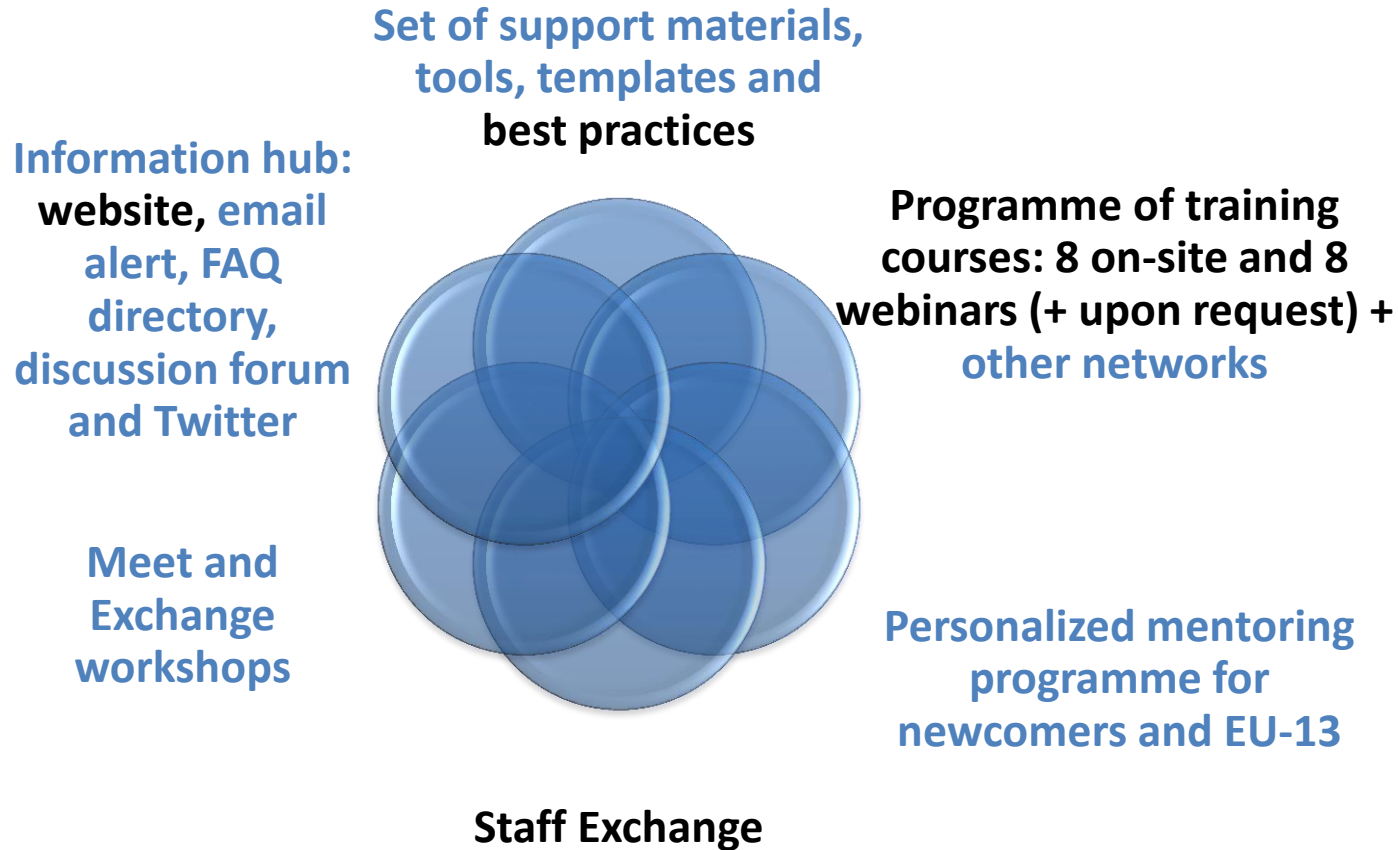 Set of support materials,
tools, templates and
best practices
Information hub:
website, email
alert, FAQ
directory,
discussion forum
and Twitter
Programme of training
courses: 8 on-site and 8
webinars (+ upon request) +
other networks
Meet and
Exchange
workshops
Personalized mentoring
programme for
newcomers and EU-13
Staff Exchange